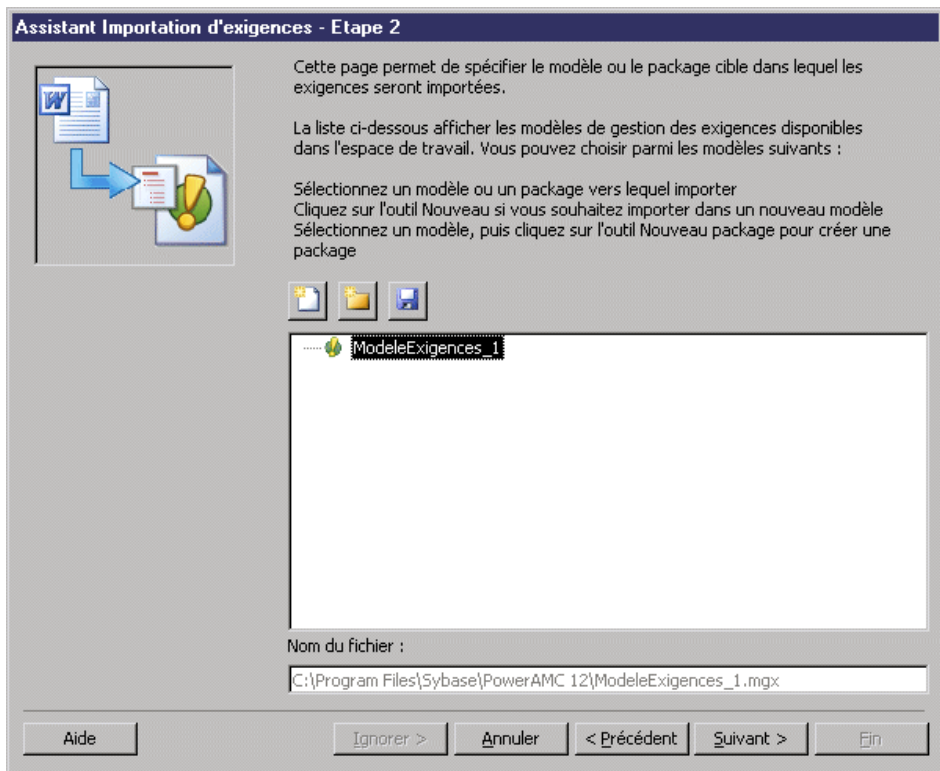 Assistant Importation d'exigences - Etape 2
Cette page permet de spécifier le modèle ou le package cible dans lequel les
exigences seront importées.
La liste ci-dessous afficher les modèles de gestion des exigences disponibles
dans l'espace de travail. Vous pouvez choisir parmi les modèles suivants :
Sélectionnez un modèle ou un package vers lequel importer
Cliquez sur l'outil Nouveau si vous souhaitez importer dans un nouveau modèle
Sélectionnez un modèle, puis cliquez sur l'outil Nouveau package pour créer une
package
ModeleExigences_1
Nom du fichier :
C:\Program Files\Sybase\PowerAMC 12\ModeleExigences_1.mgx
Aide
Ignorer >
Annuler
< Précédent
Suivant >
Fin